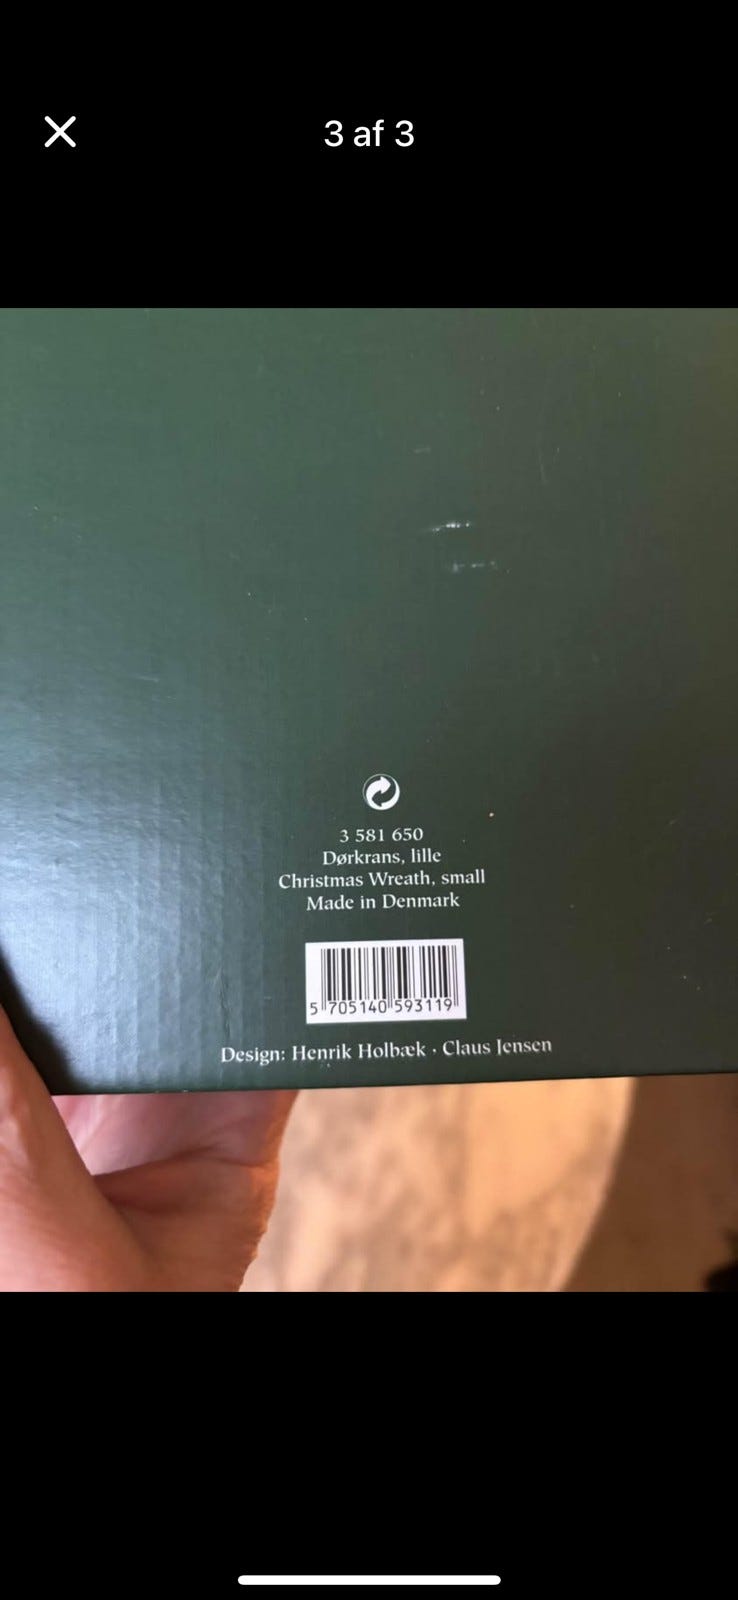 3 af 3
3 581 650
Dørkrans, lille
Christmas Wreath, small
Made in Denmark
5 705140 593119
Design: Henrik Holbæk · Claus Jensen